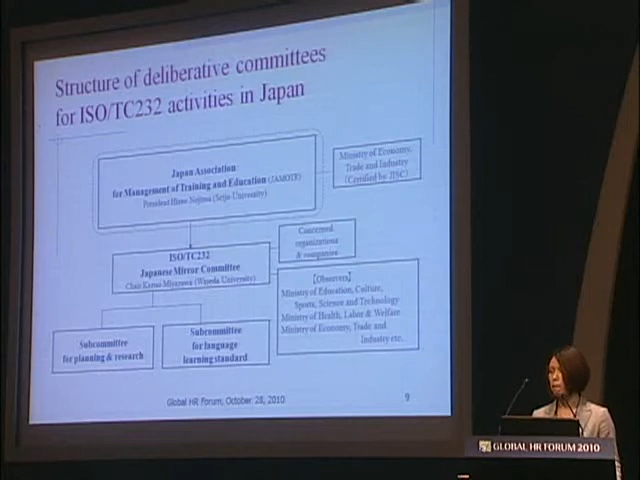 Structure of deliberative committees
for ISO/TC232 activities in Japan
Japan Association
for Management of Training and Education (JAMOTE)
President Hiroo Nojima (Seijo University)
Ministry of Economy,
Trade and Industry
(Certified by JISC)
ISO/TC232
Japanese Mirror Committee
Chair Kaoru Miyazawa (Waseda University)
Concerned
organizations
& companies
[Observers]
Ministry of Education, Culture,
Sports, Science and Technology
Ministry of Health, Labor & Welfare
Ministry of Economy, Trade and
Industry etc.
Subcommittee
for planning & research
Subcommittee
for language
learning standard
Global HR Forum, October 28, 2010
9
GLOBAL HR FORUM 2010